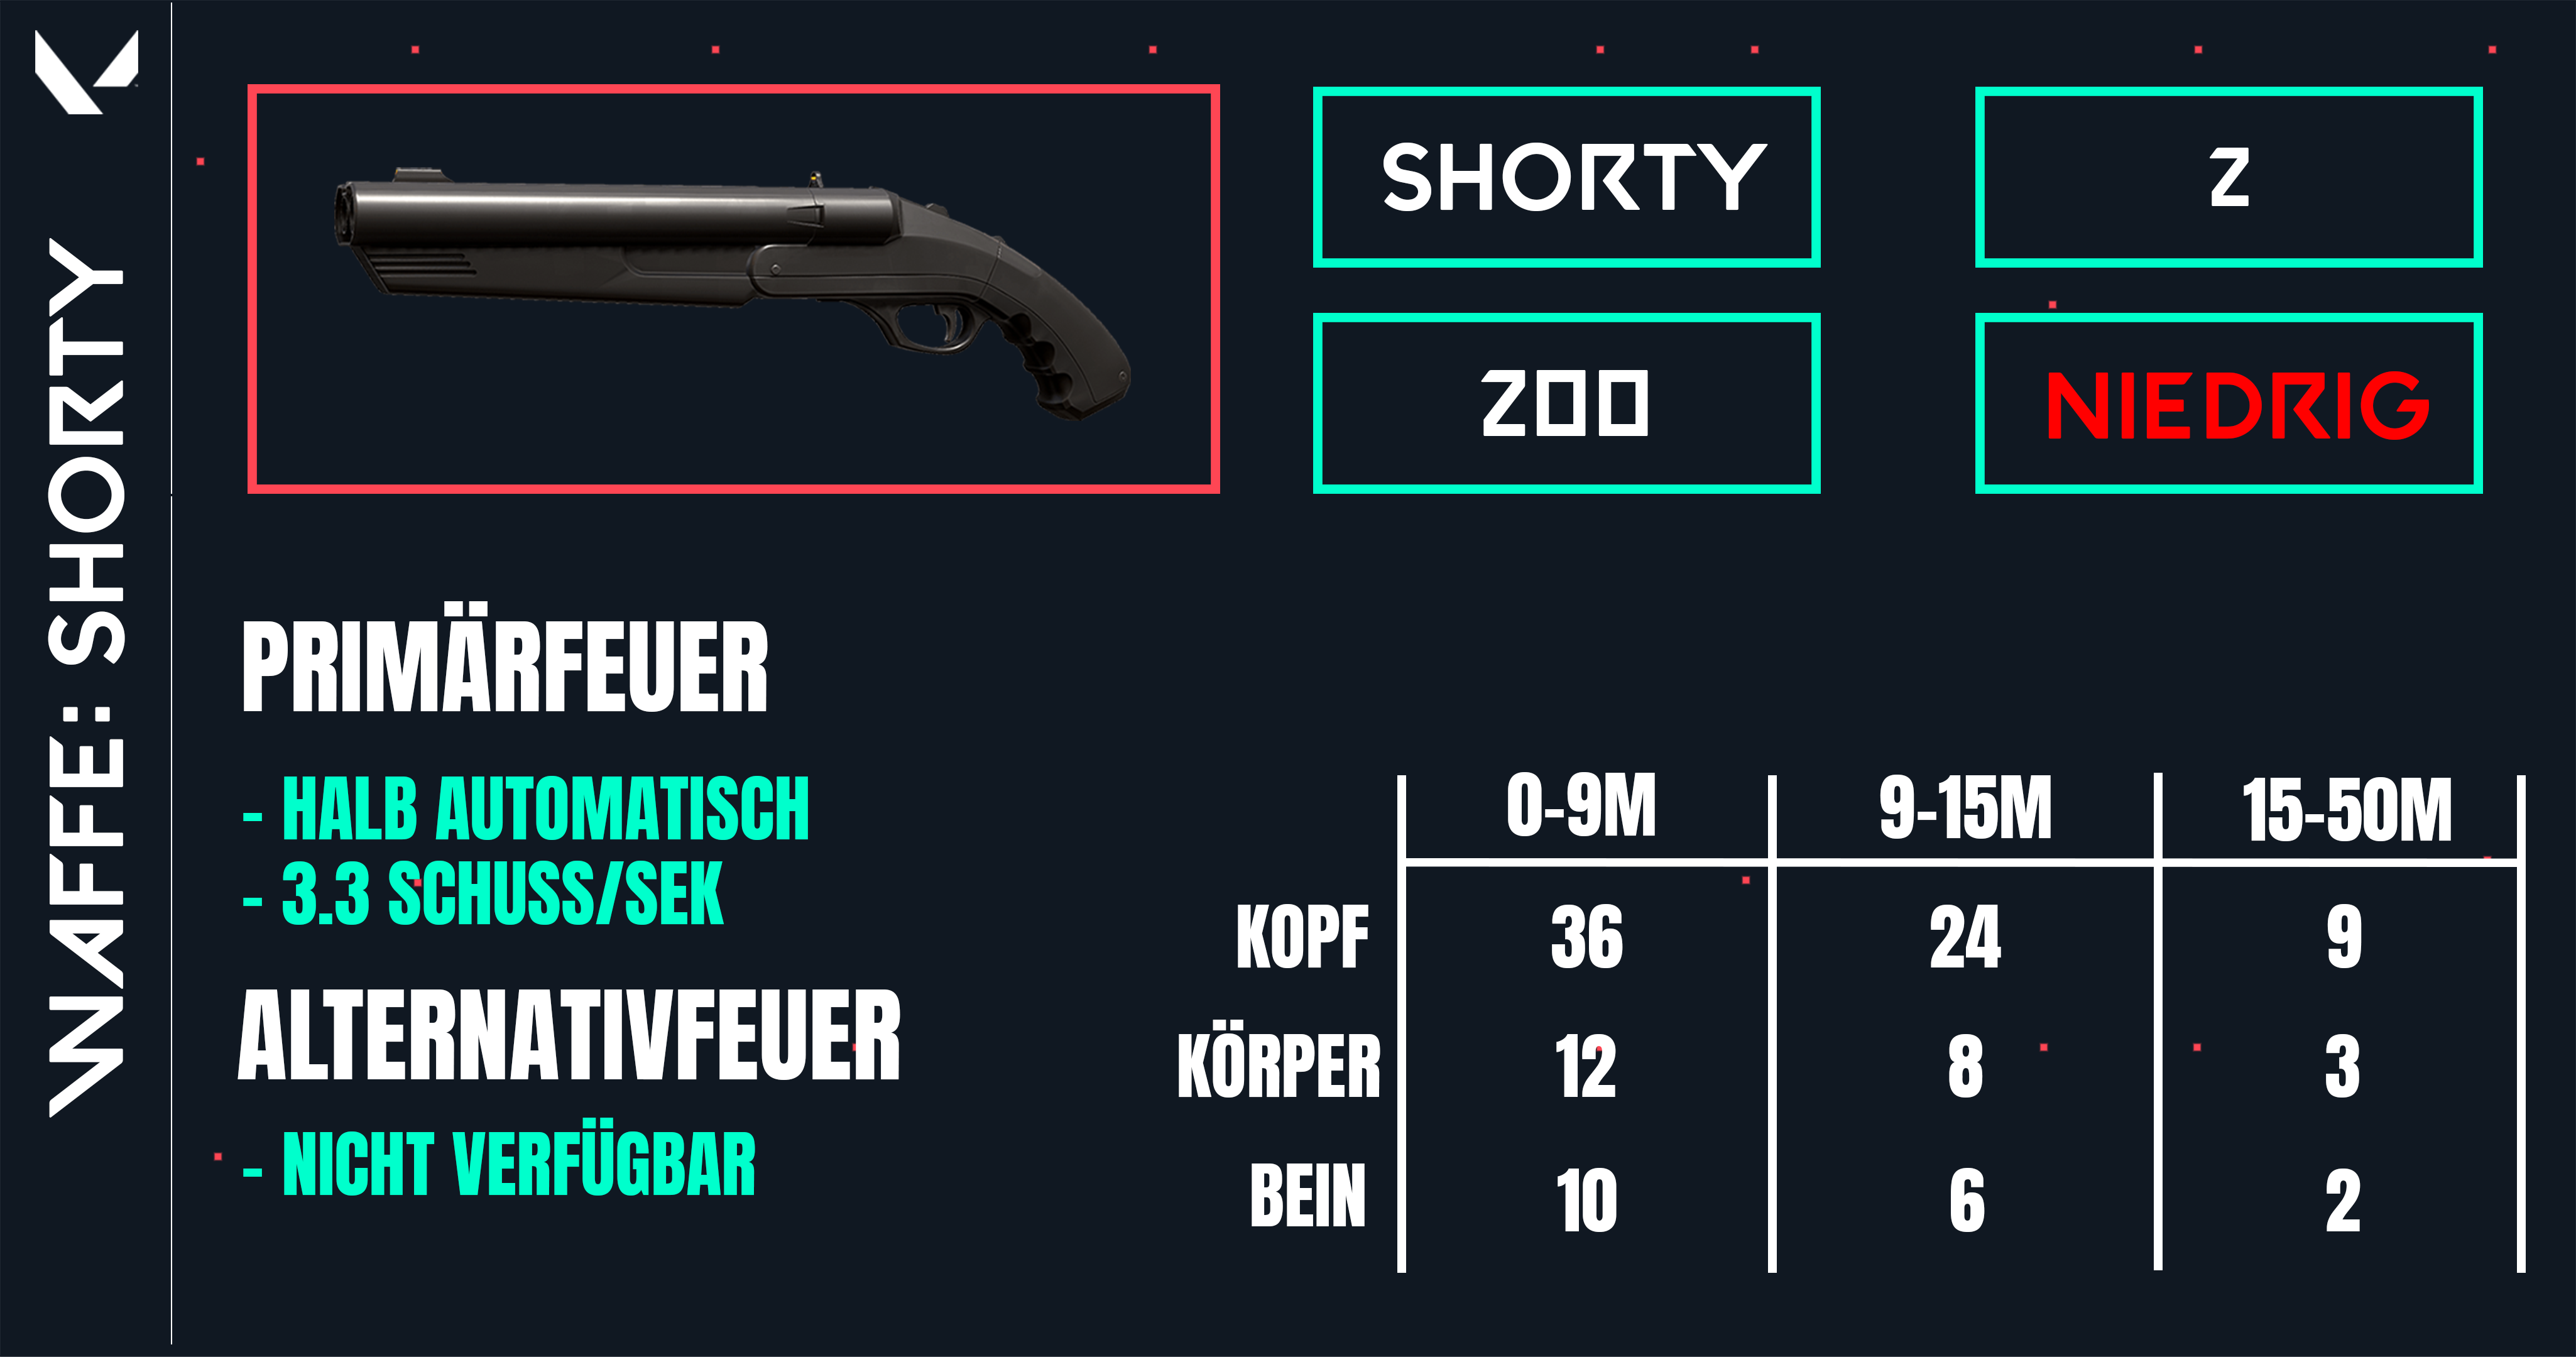 WAFFE: SHORTY
SHORTY
2
200
NIEDRIG
PRIMÄRFEUER
- HALB AUTOMATISCH
- 3.3 SCHUSS/SEK
ALTERNATIVFEUER
- NICHT VERFÜGBAR
0-9M 9-15M 15-50M
KOPF 36 24 9
KÖRPER 12 8 3
BEIN 10 6 2